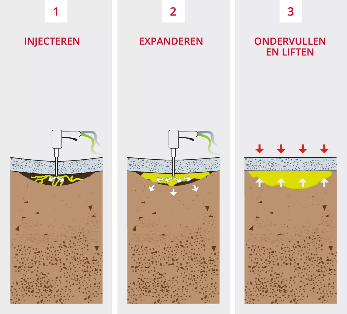 1
INJECTEREN
2
EXPANDEREN
3
ONDERVULLEN
EN LIFTEN